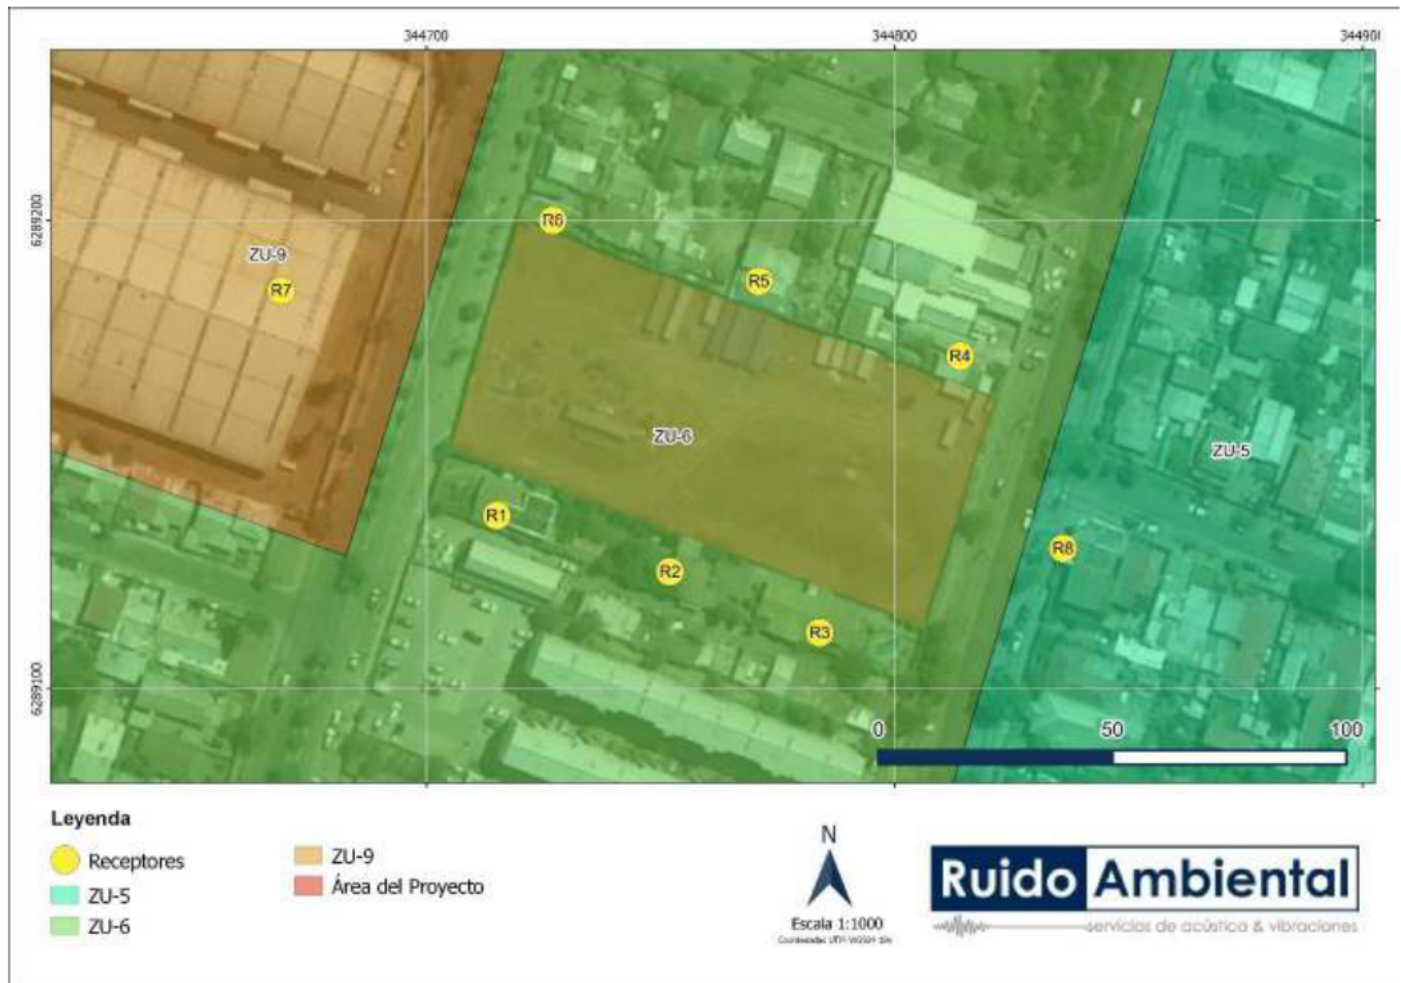 344700
344800
6289200
R6
ZU-9
R7
R5
R4
ZU-6
ZU-5
R1
R2
R8
R3
6289100
0 50 100
Leyenda
Receptores
ZU-5
ZU-6
ZU-9
Área del Proyecto
N
Escala 1:1000
Ruido Ambiental
servicios de acústica & vibraciones